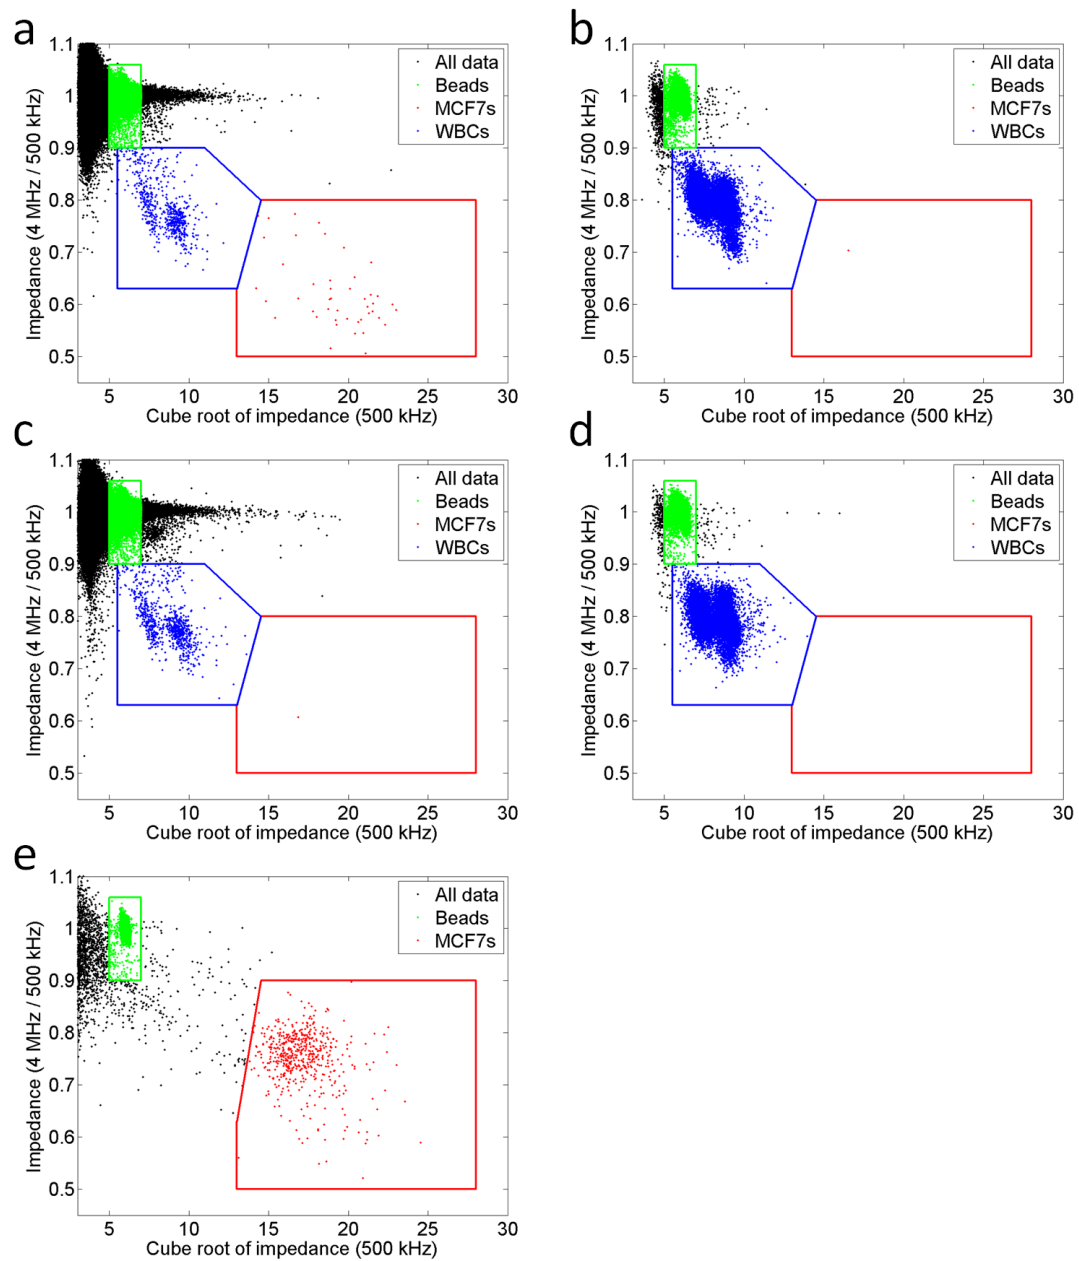 a
1.1
1
0.9
0.8
0.7
0.6
0.5
Impedance (4 MHz / 500 kHz)
All data
Beads
MCF7s
WBCs
5 10 15 20 25 30
Cube root of impedance (500 kHz)
b
1.1
1
0.9
0.8
0.7
0.6
0.5
Impedance (4 MHz / 500 kHz)
All data
Beads
MCF7s
WBCs
5 10 15 20 25 30
Cube root of impedance (500 kHz)
c
1.1
1
0.9
0.8
0.7
0.6
0.5
Impedance (4 MHz / 500 kHz)
All data
Beads
MCF7s
WBCs
5 10 15 20 25 30
Cube root of impedance (500 kHz)
d
1.1
1
0.9
0.8
0.7
0.6
0.5
Impedance (4 MHz / 500 kHz)
All data
Beads
MCF7s
WBCs
5 10 15 20 25 30
Cube root of impedance (500 kHz)
e
1.1
1
0.9
0.8
0.7
0.6
0.5
Impedance (4 MHz / 500 kHz)
All data
Beads
MCF7s
5 10 15 20 25 30
Cube root of impedance (500 kHz)